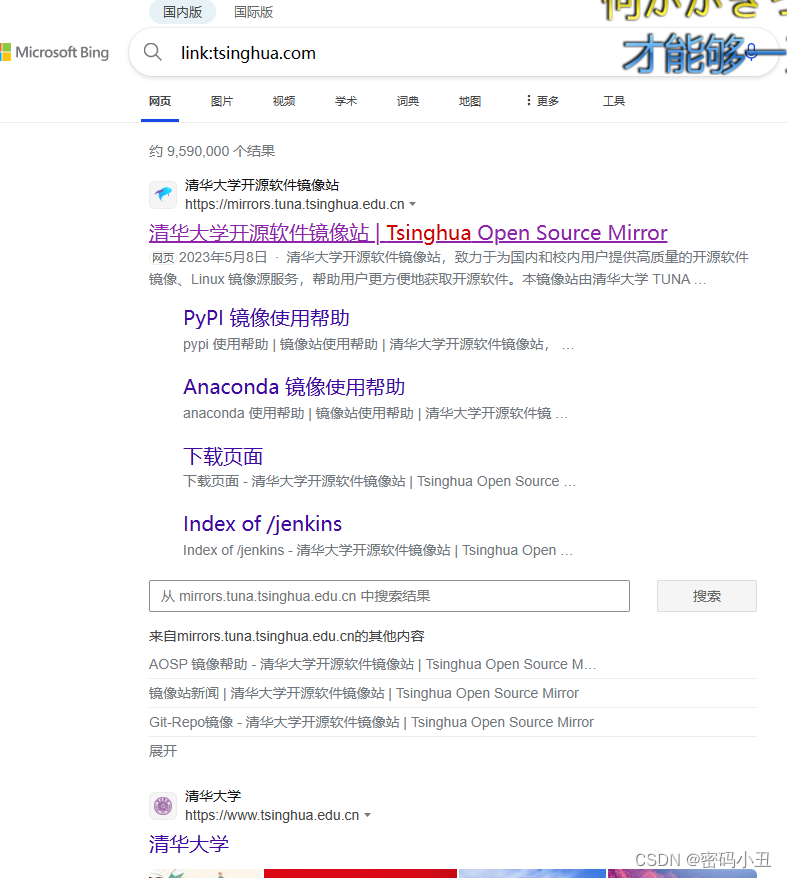 国内版 国际版
Microsoft Bing
link:tsinghua.com
才能够一
网页 图片 视频 学术 词典 地图 更多 工具
约 9,590,000 个结果
清华大学开源软件镜像站
https://mirrors.tuna.tsinghua.edu.cn
清华大学开源软件镜像站 | Tsinghua Open Source Mirror
网页 2023年5月8日 · 清华大学开源软件镜像站，致力于为国内和校内用户提供高质量的开源软件
镜像、Linux 镜像源服务，帮助用户更方便地获取开源软件。本镜像站由清华大学 TUNA …
PyPI 镜像使用帮助
pypi 使用帮助 | 镜像站使用帮助 | 清华大学开源软件镜像站， …
Anaconda 镜像使用帮助
anaconda 使用帮助 | 镜像站使用帮助 | 清华大学开源软件镜 …
下载页面
下载页面 - 清华大学开源软件镜像站 | Tsinghua Open Source …
Index of /jenkins
Index of /jenkins - 清华大学开源软件镜像站 | Tsinghua Open …
从 mirrors.tuna.tsinghua.edu.cn 中搜索结果 搜索
来自mirrors.tuna.tsinghua.edu.cn的其他内容
AOSP 镜像帮助 - 清华大学开源软件镜像站 | Tsinghua Open Source M…
镜像站新闻 | 清华大学开源软件镜像站 | Tsinghua Open Source Mirror
Git-Repo镜像 - 清华大学开源软件镜像站 | Tsinghua Open Source Mirror
展开
清华大学
https://www.tsinghua.edu.cn
清华大学
CSDN @密码小丑